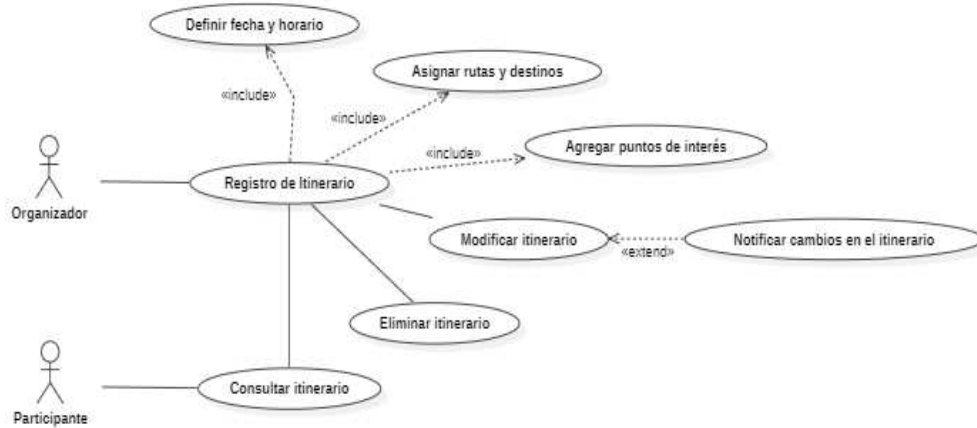 Definir fecha y horario
Asignar rutas y destinos
«include»
«include»
Agregar puntos de interés
«include»
Registro de Itinerario
Organizador
Modificar itinerario
Notificar cambios en el itinerario
«extend»
Eliminar itinerario
Consultar itinerario
Participante